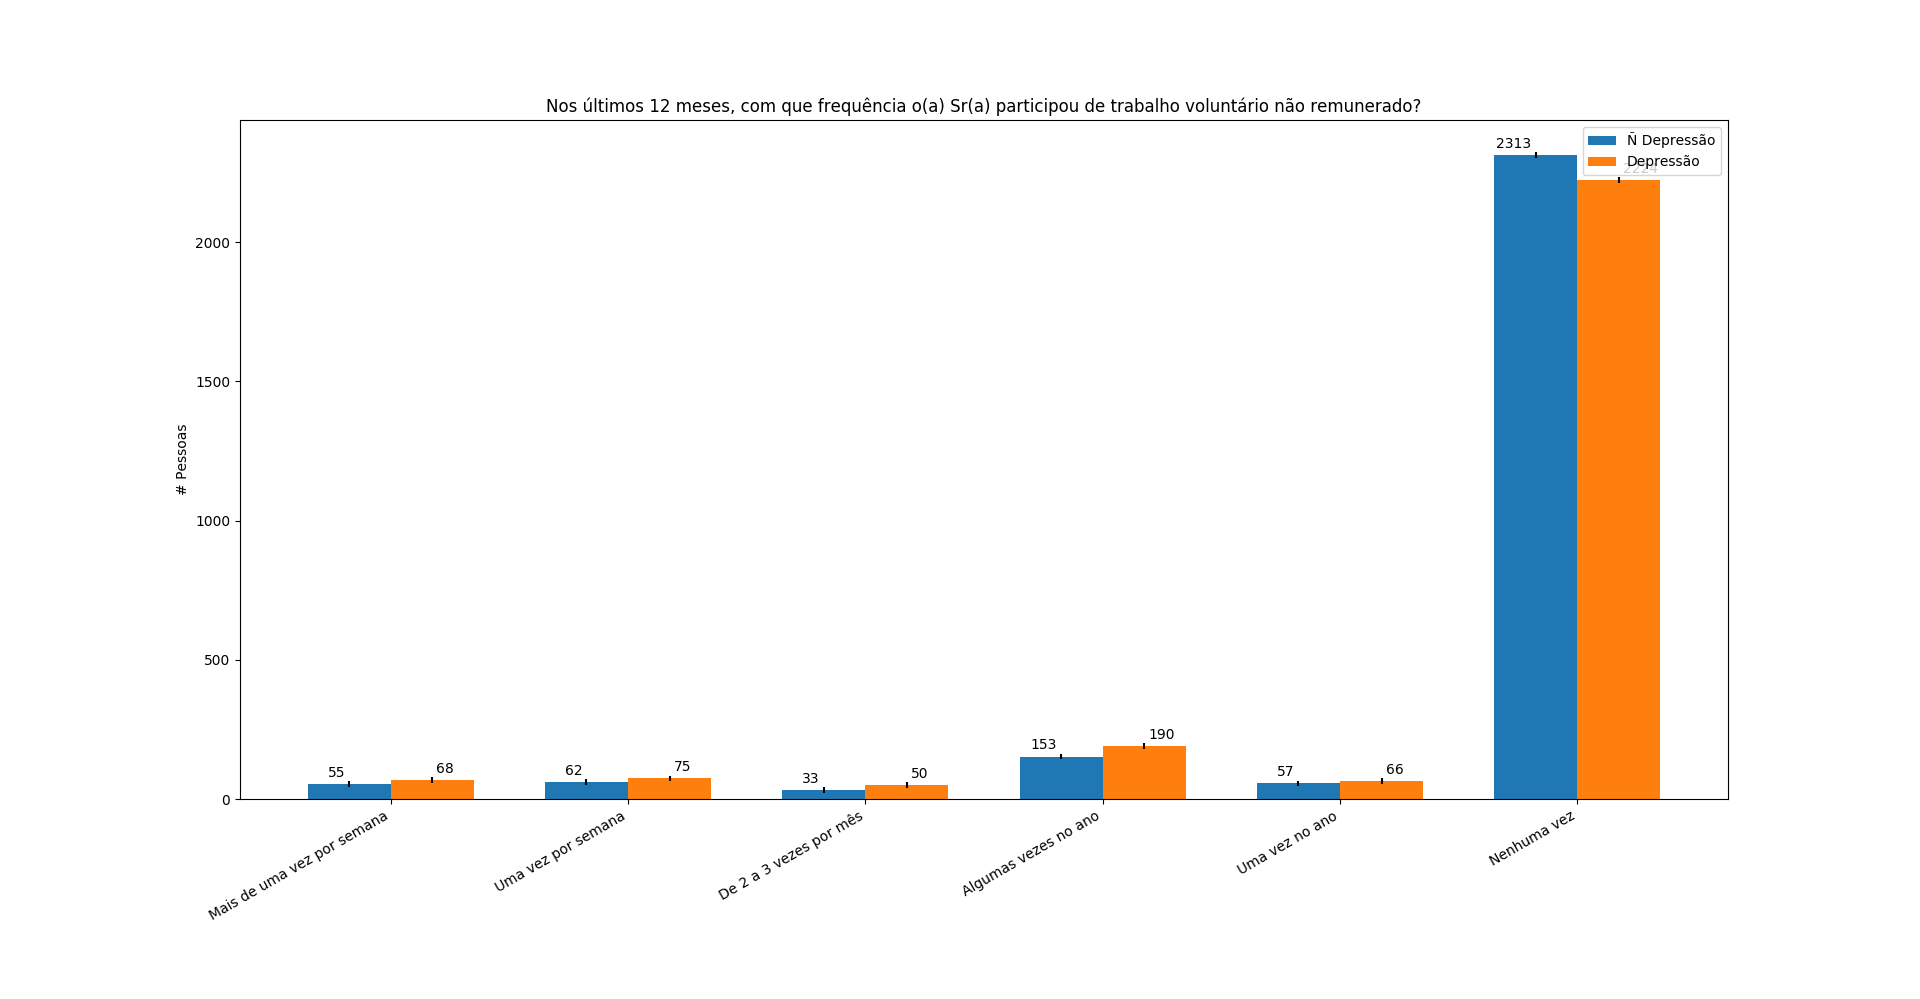 Nos últimos 12 meses, com que frequência o(a) Sr(a) participou de trabalho voluntário não remunerado?
Ñ Depressão
Depressão
2313
2224
2000
1500
1000
500
0
# Pessoas
55
68
62
75
33
50
153
190
57
66
Mais de uma vez por semana
Uma vez por semana
De 2 a 3 vezes por mês
Algumas vezes no ano
Uma vez no ano
Nenhuma vez